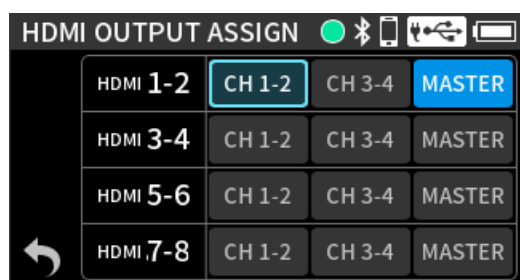 HDMI OUTPUT ASSIGN
HDMI 1-2 CH 1-2 CH 3-4 MASTER
HDMI 3-4 CH 1-2 CH 3-4 MASTER
HDMI 5-6 CH 1-2 CH 3-4 MASTER
HDMI 7-8 CH 1-2 CH 3-4 MASTER